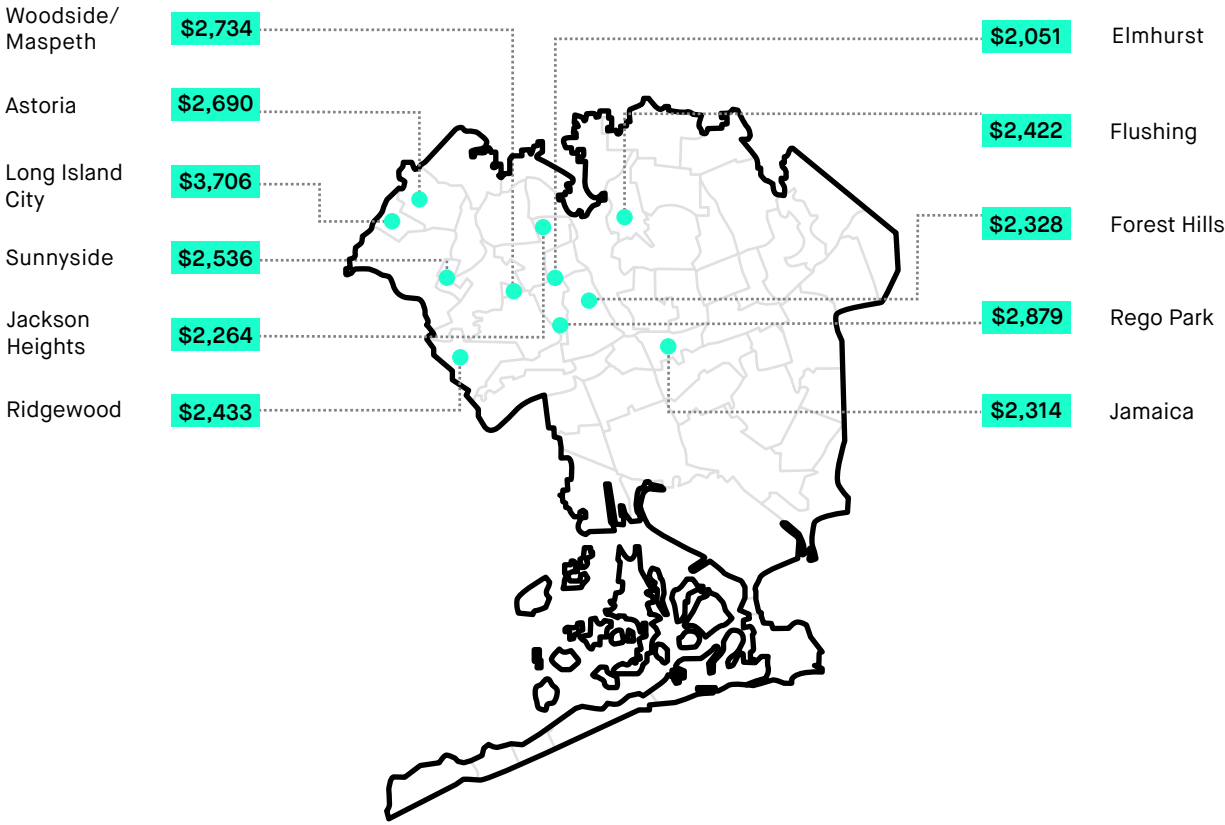 Woodside/
Maspeth
$2,734
Astoria
$2,690
Long Island
City
$3,706
Sunnyside
$2,536
Jackson
Heights
$2,264
Ridgewood
$2,433
$2,051
Elmhurst
$2,422
Flushing
$2,328
Forest Hills
$2,879
Rego Park
$2,314
Jamaica